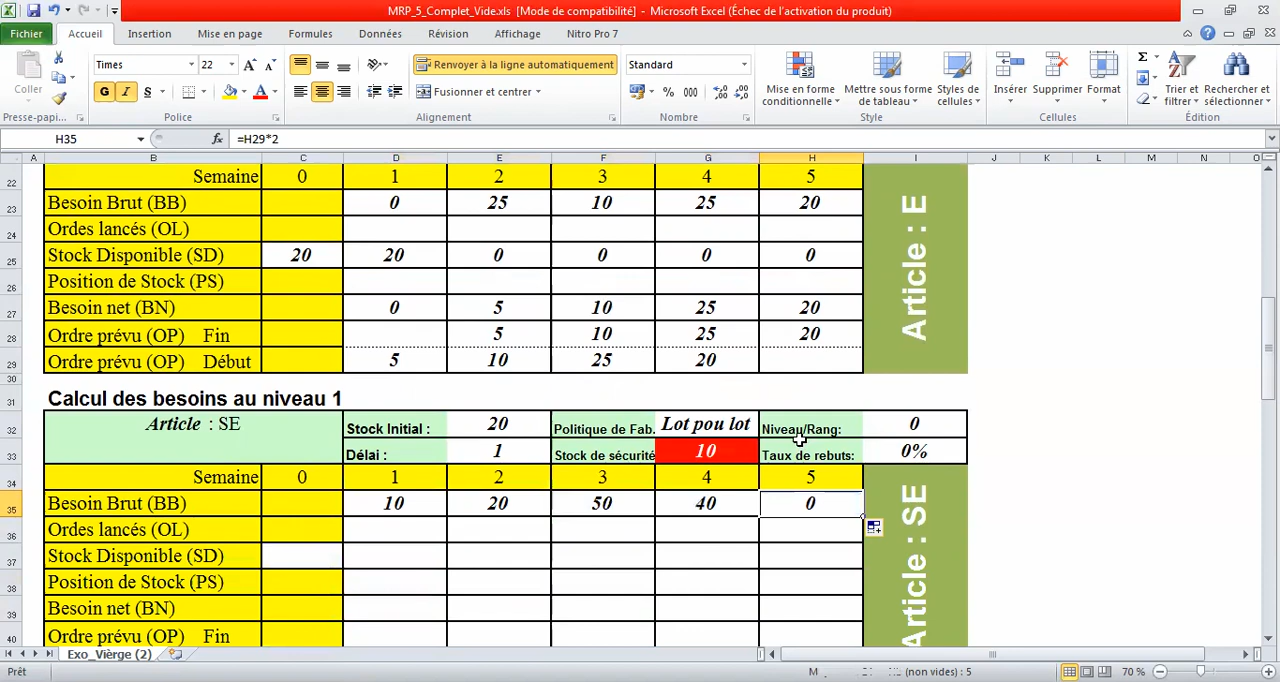 MRP_5_Complet_Vide.xls [Mode de compatibilité] - Microsoft Excel (Échec de l'activation du produit)
Fichier Accueil Insertion Mise en page Formules Données Révision Affichage Nitro Pro 7
Coller Times 22 Renvoyer à la ligne automatiquement Standard Mise en forme conditionnelle Mettre sous forme de tableau Styles de cellules Insérer Supprimer Format Trier et filtrer Rechercher et sélectionner
G I S Fusionner et centrer % 000
Presse-papi... Police Alignement Nombre Style Cellules Édition
H35 fx =H29*2
A B C D E F G H I J K L M N O
22 Semaine 0 1 2 3 4 5
23 Besoin Brut (BB) 0 25 10 25 20
24 Ordes lancés (OL)
25 Stock Disponible (SD) 20 20 0 0 0 0
26 Position de Stock (PS)
27 Besoin net (BN) 0 5 10 25 20
28 Ordre prévu (OP) Fin 5 10 25 20
29 Ordre prévu (OP) Début 5 10 25 20
Article : E
30
31 Calcul des besoins au niveau 1
32 Article : SE Stock Initial : 20 Politique de Fab. Lot pou lot Niveau/Rang: 0
33 Délai : 1 Stock de sécurité 10 Taux de rebuts: 0%
34 Semaine 0 1 2 3 4 5
35 Besoin Brut (BB) 10 20 50 40 0
36 Ordes lancés (OL)
37 Stock Disponible (SD)
38 Position de Stock (PS)
39 Besoin net (BN)
40 Ordre prévu (OP) Fin
Article : SE
Exo_Vièrge (2)
Prêt (non vides) : 5 70 %